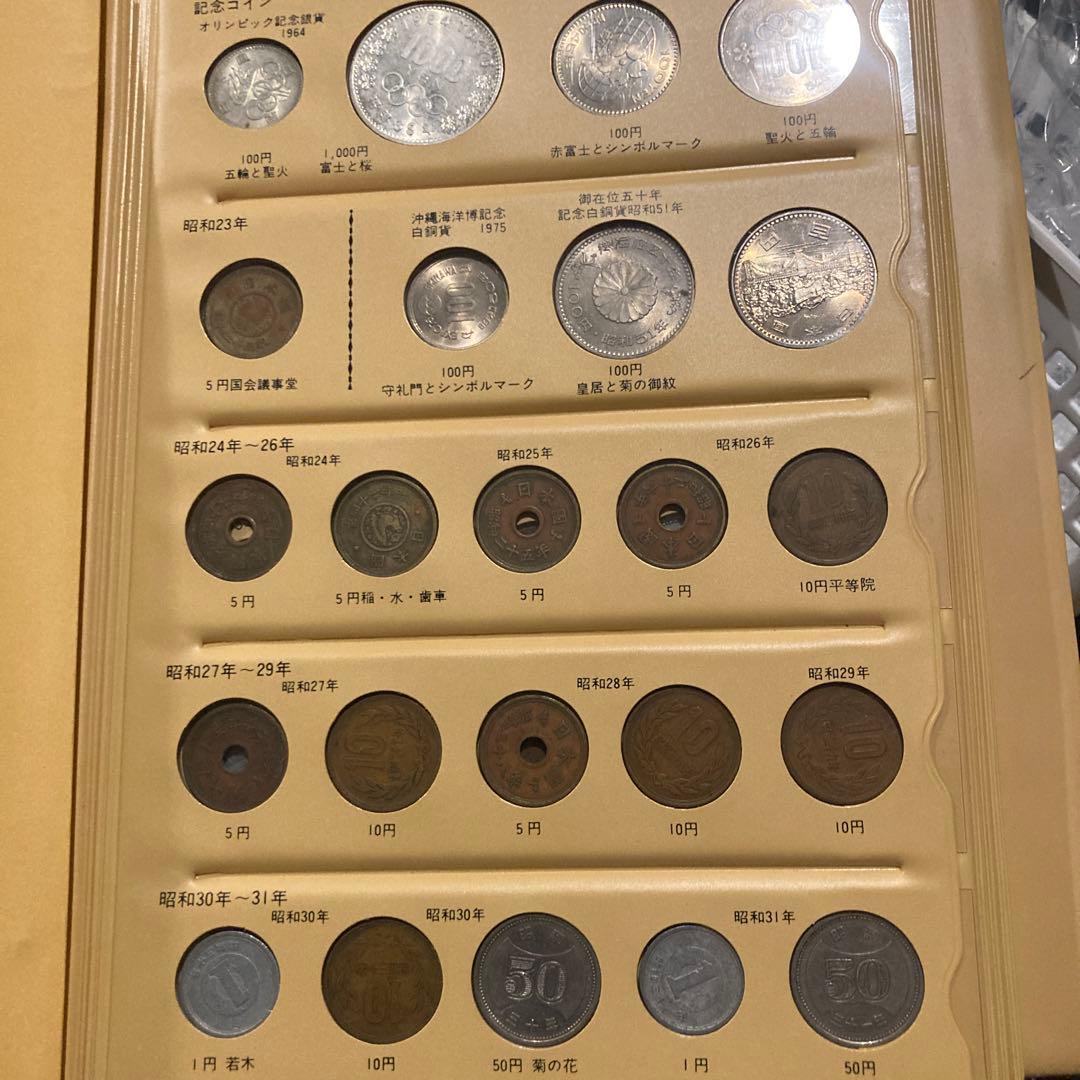 記念コイン
オリンピック記念銀貨
1964
100円
五輪と聖火
1,000円
富士と桜
100円
赤富士とシンボルマーク
100円
聖火と五輪
昭和23年
沖縄海洋博記念
白銅貨 1975
御在位五十年
記念白銅貨昭和51年
5円国会議事堂
100円
守礼門とシンボルマーク
100円
皇居と菊の御紋
昭和24年〜26年
昭和24年
昭和25年
昭和26年
5円
5円稲・水・歯車
5円
5円
10円平等院
昭和27年〜29年
昭和27年
昭和28年
昭和29年
5円
10円
5円
10円
10円
昭和30年〜31年
昭和30年
昭和30年
昭和31年
50
1
50
1円 若木
10円
50円 菊の花
1円
50円